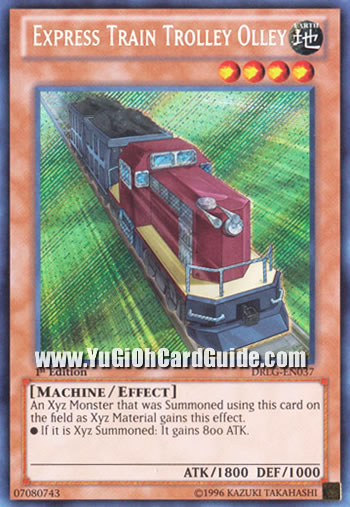 EXPRESS TRAIN TROLLEY OLLEY
EARTH
地
www.YuGiOhCardGuide.com
1st Edition
DRLG-EN037
[MACHINE / EFFECT]
An Xyz Monster that was Summoned using this card on
the field as Xyz Material gains this effect.
● If it is Xyz Summoned: It gains 800 ATK.
ATK/1800 DEF/1000
07080743
©1996 KAZUKI TAKAHASHI